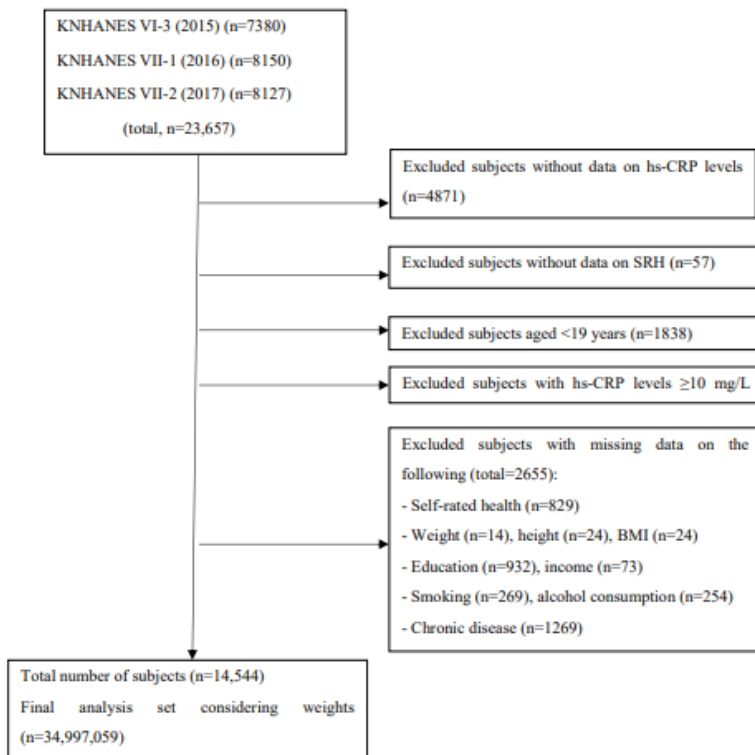 KNHANES VI-3 (2015) (n=7380)
KNHANES VII-1 (2016) (n=8150)
KNHANES VII-2 (2017) (n=8127)
(total, n=23,657)
Excluded subjects without data on hs-CRP levels
(n=4871)
Excluded subjects without data on SRH (n=57)
Excluded subjects aged <19 years (n=1838)
Excluded subjects with hs-CRP levels ≥10 mg/L
Excluded subjects with missing data on the
following (total=2655):
- Self-rated health (n=829)
- Weight (n=14), height (n=24), BMI (n=24)
- Education (n=932), income (n=73)
- Smoking (n=269), alcohol consumption (n=254)
- Chronic disease (n=1269)
Total number of subjects (n=14,544)
Final analysis set considering weights
(n=34,997,059)